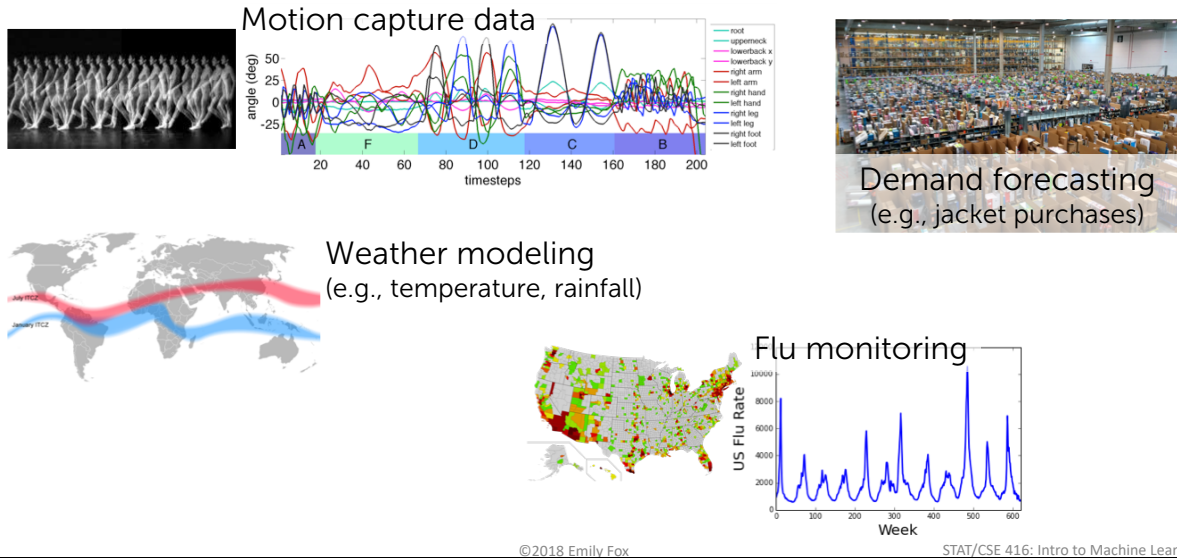 Motion capture data
angle (deg)
50
25
0
-25
A
F
D
C
B
20
40
60
80
100
120
140
160
180
200
timesteps
root
upperneck
lowerback x
lowerback y
right arm
left arm
right hand
left hand
right leg
left leg
right foot
left foot
Demand forecasting
(e.g., jacket purchases)
Weather modeling
(e.g., temperature, rainfall)
July ITCZ
January ITCZ
Flu monitoring
US Flu Rate
10000
8000
6000
4000
2000
0
0
100
200
300
400
500
600
Week
©2018 Emily Fox
STAT/CSE 416: Intro to Machine Lear